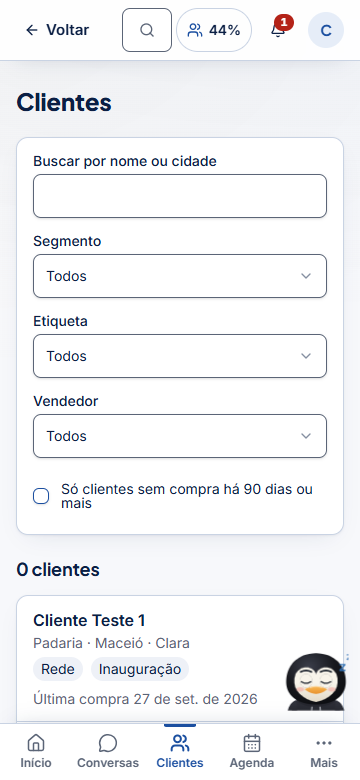 Voltar
44%
1
C
Clientes
Buscar por nome ou cidade
Segmento
Todos
Etiqueta
Todos
Vendedor
Todos
Só clientes sem compra há 90 dias ou
mais
0 clientes
Cliente Teste 1
Padaria · Maceió · Clara
Rede
Inauguração
Última compra 27 de set. de 2026
Início
Conversas
Clientes
Agenda
Mais